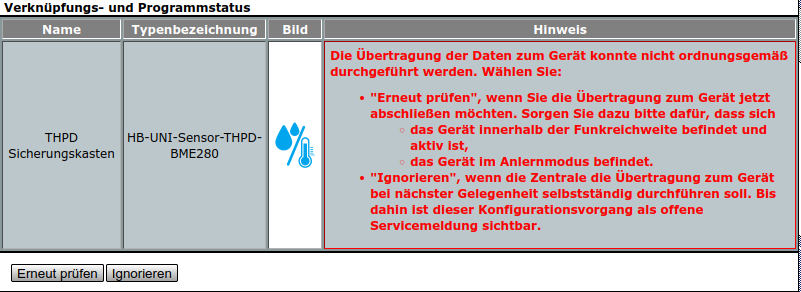 Verknüpfungs- und Programmstatus
Name Typenbezeichnung Bild Hinweis
THPD
Sicherungskasten
HB-UNI-Sensor-THPD-
BME280
Die Übertragung der Daten zum Gerät konnte nicht ordnungsgemäß
durchgeführt werden. Wählen Sie:
• "Erneut prüfen", wenn Sie die Übertragung zum Gerät jetzt
abschließen möchten. Sorgen Sie dazu bitte dafür, dass sich
◦ das Gerät innerhalb der Funkreichweite befindet und
aktiv ist,
◦ das Gerät im Anlernmodus befindet.
• "Ignorieren", wenn die Zentrale die Übertragung zum Gerät
bei nächster Gelegenheit selbstständig durchführen soll. Bis
dahin ist dieser Konfigurationsvorgang als offene
Servicemeldung sichtbar.
Erneut prüfen Ignorieren